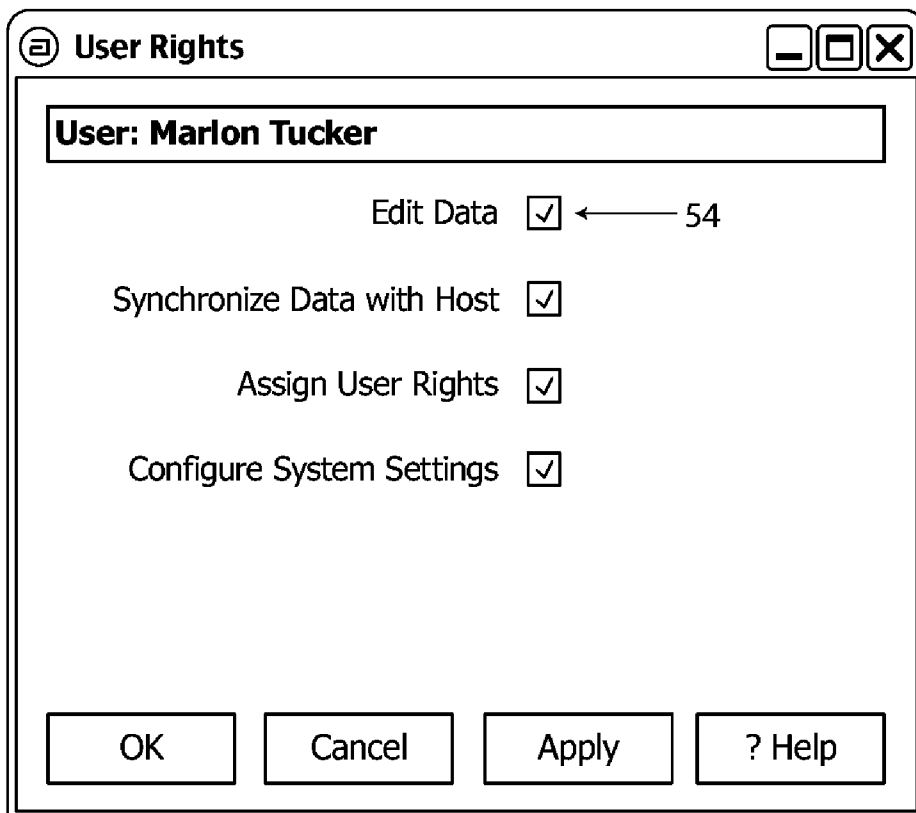 User Rights
User: Marlon Tucker
Edit Data 54
Synchronize Data with Host
Assign User Rights
Configure System Settings
OK Cancel Apply ? Help